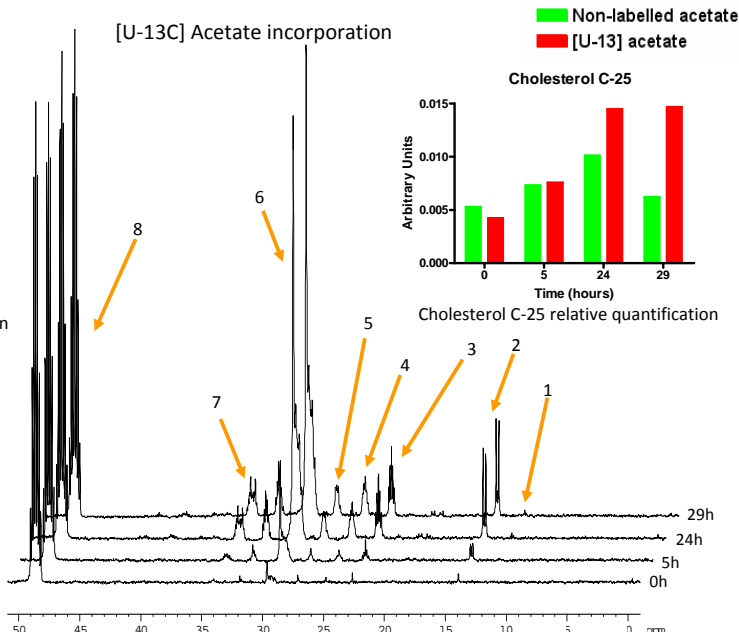 [U-13C] Acetate incorporation
Non-labelled acetate
[U-13] acetate
Cholesterol C-25
Arbitrary Units
0.015
0.010
0.005
0.000
0 5 24 29
Time (hours)
Cholesterol C-25 relative quantification
n
8
6
5
4
3
2
1
7
29h
24h
5h
0h
50 45 40 35 30 25 20 15 10 5 0 ppm